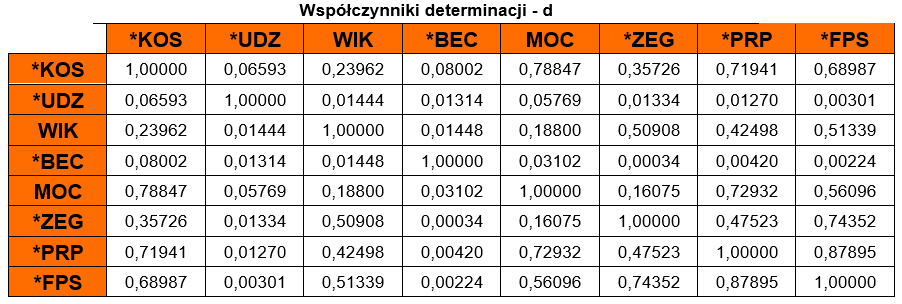 Współczynniki determinacji - d
*KOS *UDZ WIK *BEC MOC *ZEG *PRP *FPS
*KOS 1,00000 0,06593 0,23962 0,08002 0,78847 0,35726 0,71941 0,68987
*UDZ 0,06593 1,00000 0,01444 0,01314 0,05769 0,01334 0,01270 0,00301
WIK 0,23962 0,01444 1,00000 0,01448 0,18800 0,50908 0,42498 0,51339
*BEC 0,08002 0,01314 0,01448 1,00000 0,03102 0,00034 0,00420 0,00224
MOC 0,78847 0,05769 0,18800 0,03102 1,00000 0,16075 0,72932 0,56096
*ZEG 0,35726 0,01334 0,50908 0,00034 0,16075 1,00000 0,47523 0,74352
*PRP 0,71941 0,01270 0,42498 0,00420 0,72932 0,47523 1,00000 0,87895
*FPS 0,68987 0,00301 0,51339 0,00224 0,56096 0,74352 0,87895 1,00000